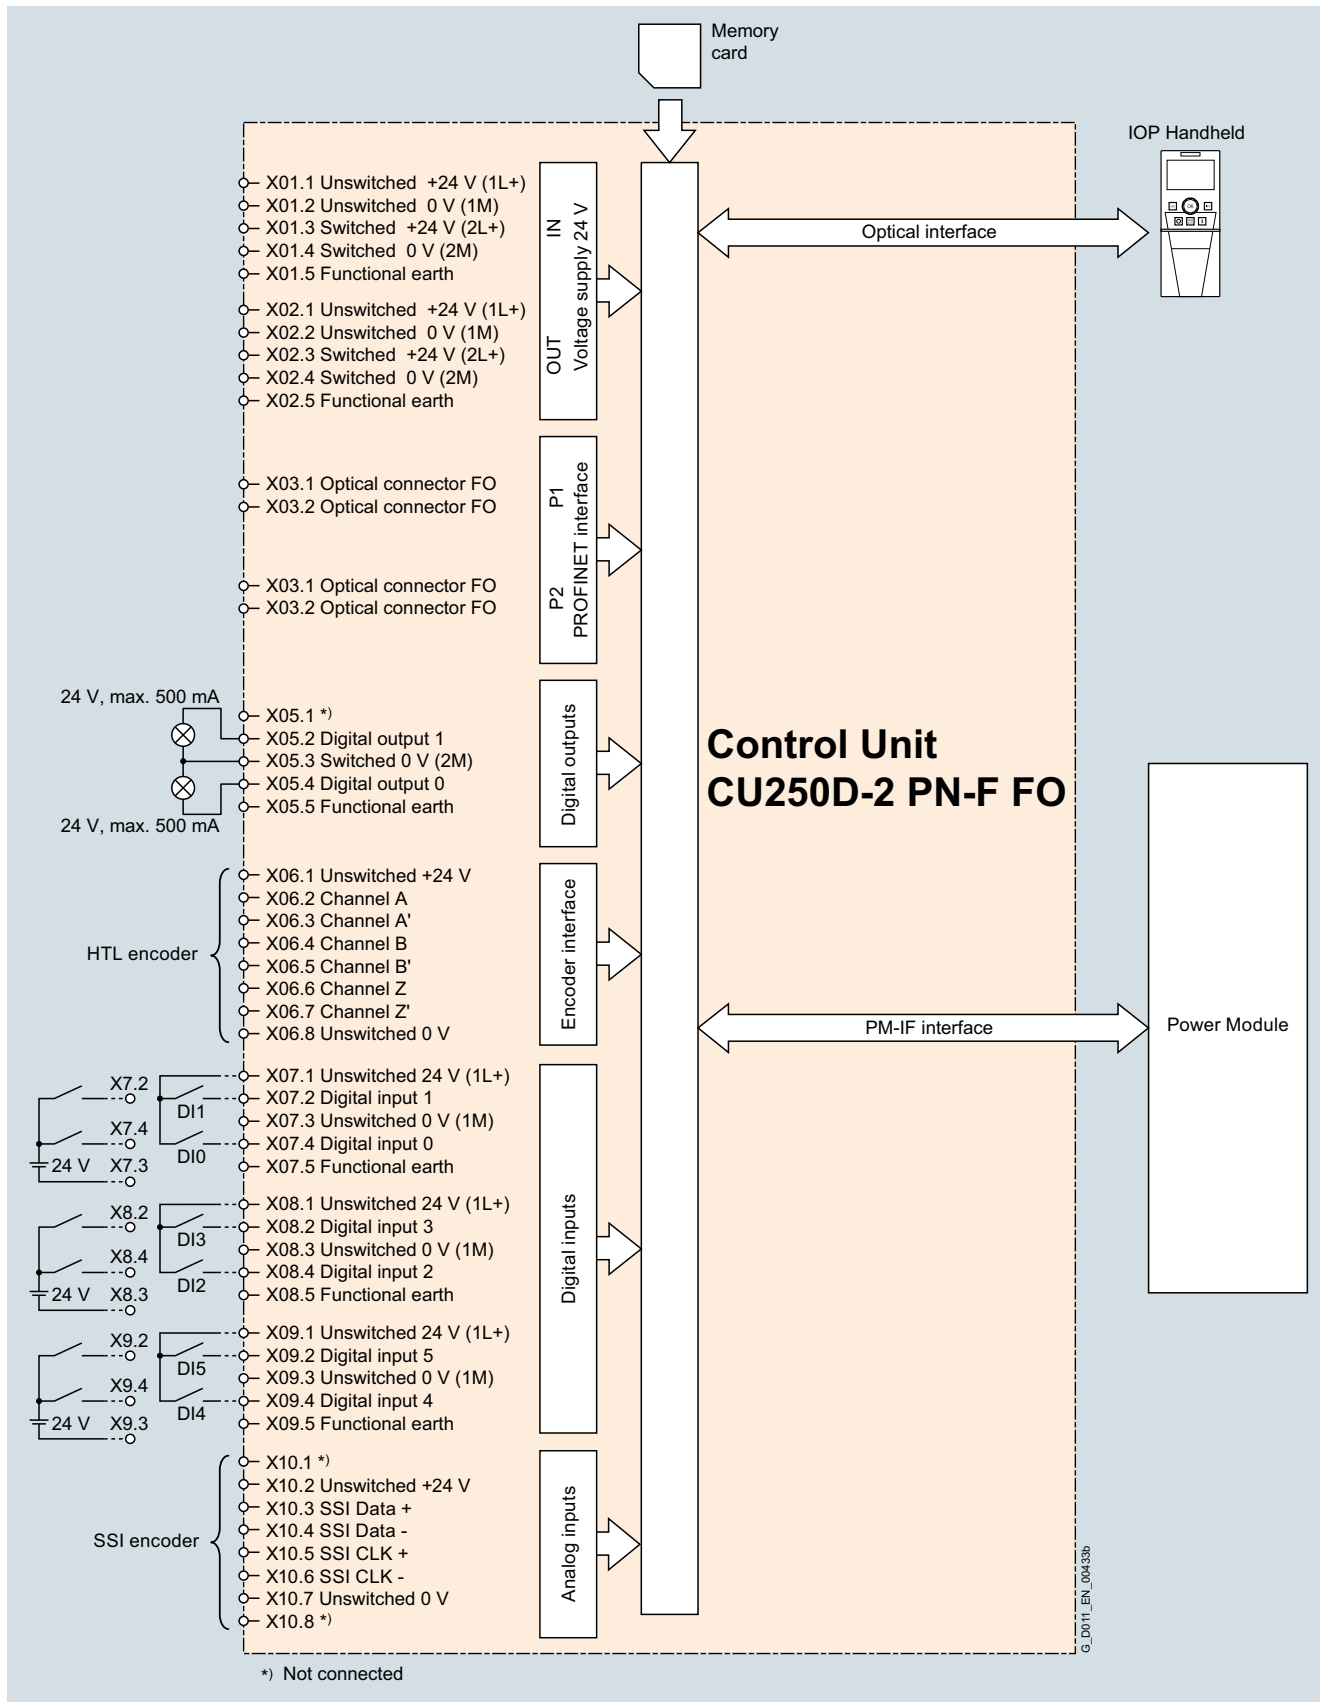 Memory
card
IOP Handheld
X01.1 Unswitched +24 V (1L+)
X01.2 Unswitched 0 V (1M)
X01.3 Switched +24 V (2L+)
X01.4 Switched 0 V (2M)
X01.5 Functional earth
X02.1 Unswitched +24 V (1L+)
X02.2 Unswitched 0 V (1M)
X02.3 Switched +24 V (2L+)
X02.4 Switched 0 V (2M)
X02.5 Functional earth
OUT IN
Voltage supply 24 V
Optical interface
X03.1 Optical connector FO
X03.2 Optical connector FO
X03.1 Optical connector FO
X03.2 Optical connector FO
P2 P1
PROFINET interface
24 V, max. 500 mA
24 V, max. 500 mA
X05.1 *)
X05.2 Digital output 1
X05.3 Switched 0 V (2M)
X05.4 Digital output 0
X05.5 Functional earth
Digital outputs
Control Unit
CU250D-2 PN-F FO
HTL encoder
X06.1 Unswitched +24 V
X06.2 Channel A
X06.3 Channel A'
X06.4 Channel B
X06.5 Channel B'
X06.6 Channel Z
X06.7 Channel Z'
X06.8 Unswitched 0 V
Encoder interface
PM-IF interface
Power Module
X7.2
X7.4
24 V X7.3
DI1
DI0
X07.1 Unswitched 24 V (1L+)
X07.2 Digital input 1
X07.3 Unswitched 0 V (1M)
X07.4 Digital input 0
X07.5 Functional earth
X8.2
X8.4
24 V X8.3
DI3
DI2
X08.1 Unswitched 24 V (1L+)
X08.2 Digital input 3
X08.3 Unswitched 0 V (1M)
X08.4 Digital input 2
X08.5 Functional earth
Digital inputs
X9.2
X9.4
24 V X9.3
DI5
DI4
X09.1 Unswitched 24 V (1L+)
X09.2 Digital input 5
X09.3 Unswitched 0 V (1M)
X09.4 Digital input 4
X09.5 Functional earth
SSI encoder
X10.1 *)
X10.2 Unswitched +24 V
X10.3 SSI Data +
X10.4 SSI Data -
X10.5 SSI CLK +
X10.6 SSI CLK -
X10.7 Unswitched 0 V
X10.8 *)
Analog inputs
G_D011_EN_00433b
*) Not connected